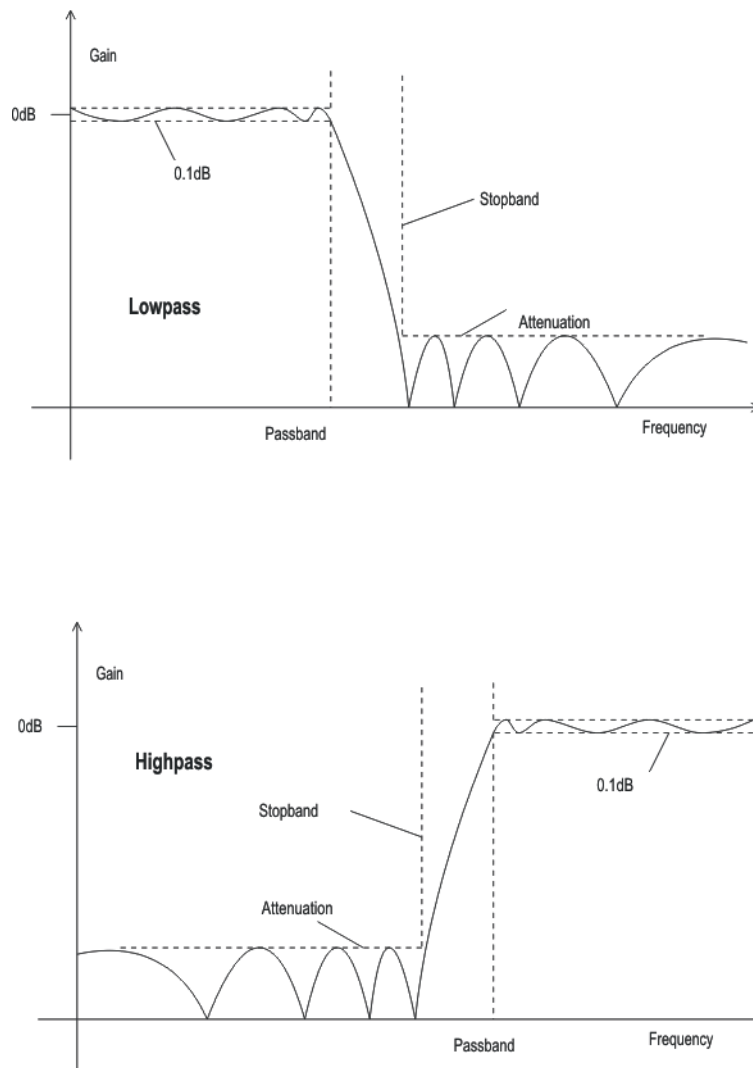 Gain
0dB
0.1dB
Stopband
Lowpass
Attenuation
Passband
Frequency
Gain
0dB
Highpass
0.1dB
Stopband
Attenuation
Passband
Frequency